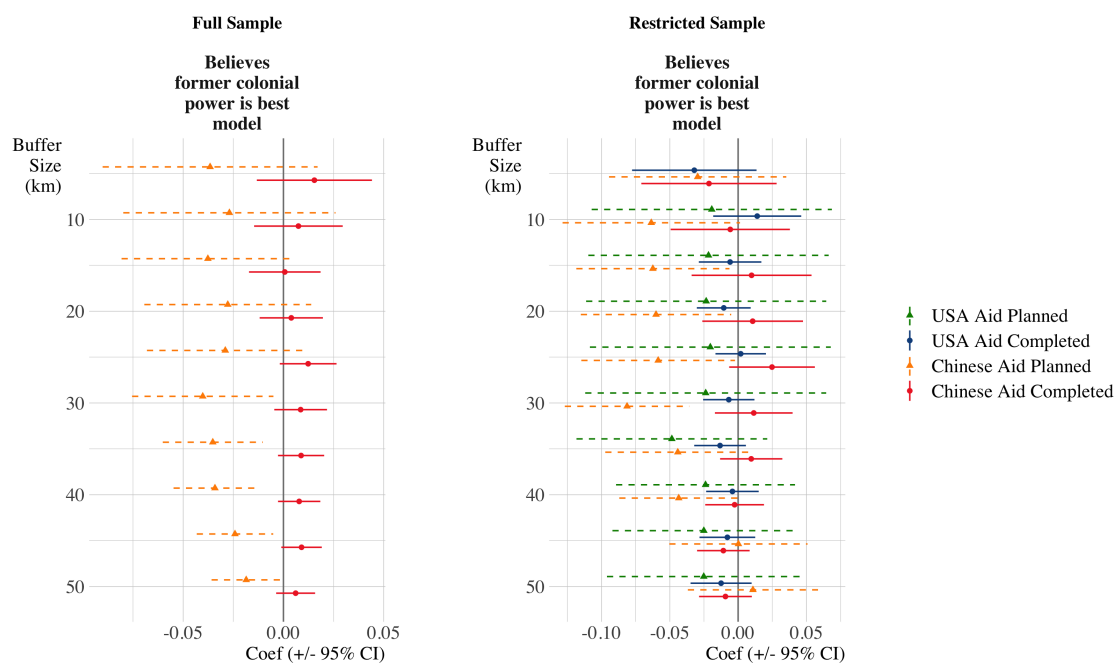 Full Sample
Believes
former colonial
power is best
model
Buffer
Size
(km)
10
20
30
40
50
-0.05
0.00
0.05
Coef (+/- 95% CI)
Restricted Sample
Believes
former colonial
power is best
model
Buffer
Size
(km)
10
20
30
40
50
-0.10
-0.05
0.00
0.05
Coef (+/- 95% CI)
USA Aid Planned
USA Aid Completed
Chinese Aid Planned
Chinese Aid Completed